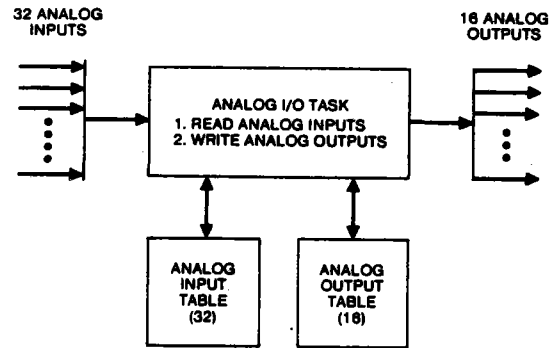 32 ANALOG
INPUTS
16 ANALOG
OUTPUTS
ANALOG I/O TASK
1. READ ANALOG INPUTS
2. WRITE ANALOG OUTPUTS
ANALOG
INPUT
TABLE
(32)
ANALOG
OUTPUT
TABLE
(16)